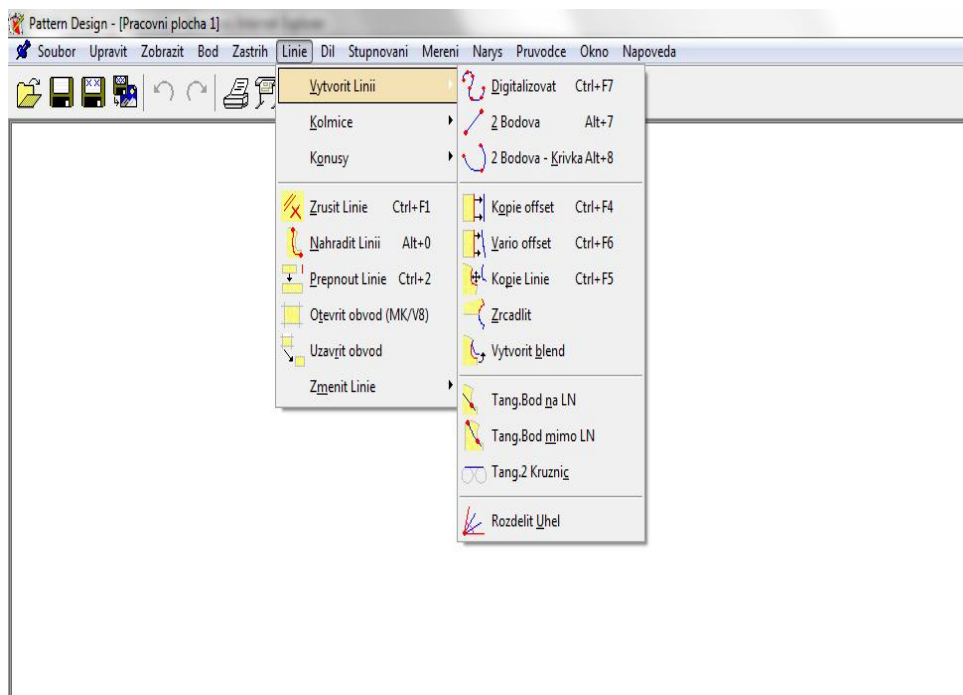 Pattern Design - [Pracovni plocha 1]
Soubor Upravit Zobrazit Bod Zastrih Linie Dil Stupnovani Mereni Narys Pruvodce Okno Napoveda
Vytvorit Linii
Kolmice
Konusy
Zrusit Linie Ctrl+F1
Nahradit Linii Alt+0
Prepnout Linie Ctrl+2
Otevrit obvod (MK/V8)
Uzavrit obvod
Zmenit Linie
Digitalizovat Ctrl+F7
2 Bodova Alt+7
2 Bodova - Krivka Alt+8
Kopie offset Ctrl+F4
Vario offset Ctrl+F6
Kopie Linie Ctrl+F5
Zrcadlit
Vytvorit blend
Tang.Bod na LN
Tang.Bod mimo LN
Tang.2 Kruznic
Rozdelit Uhel